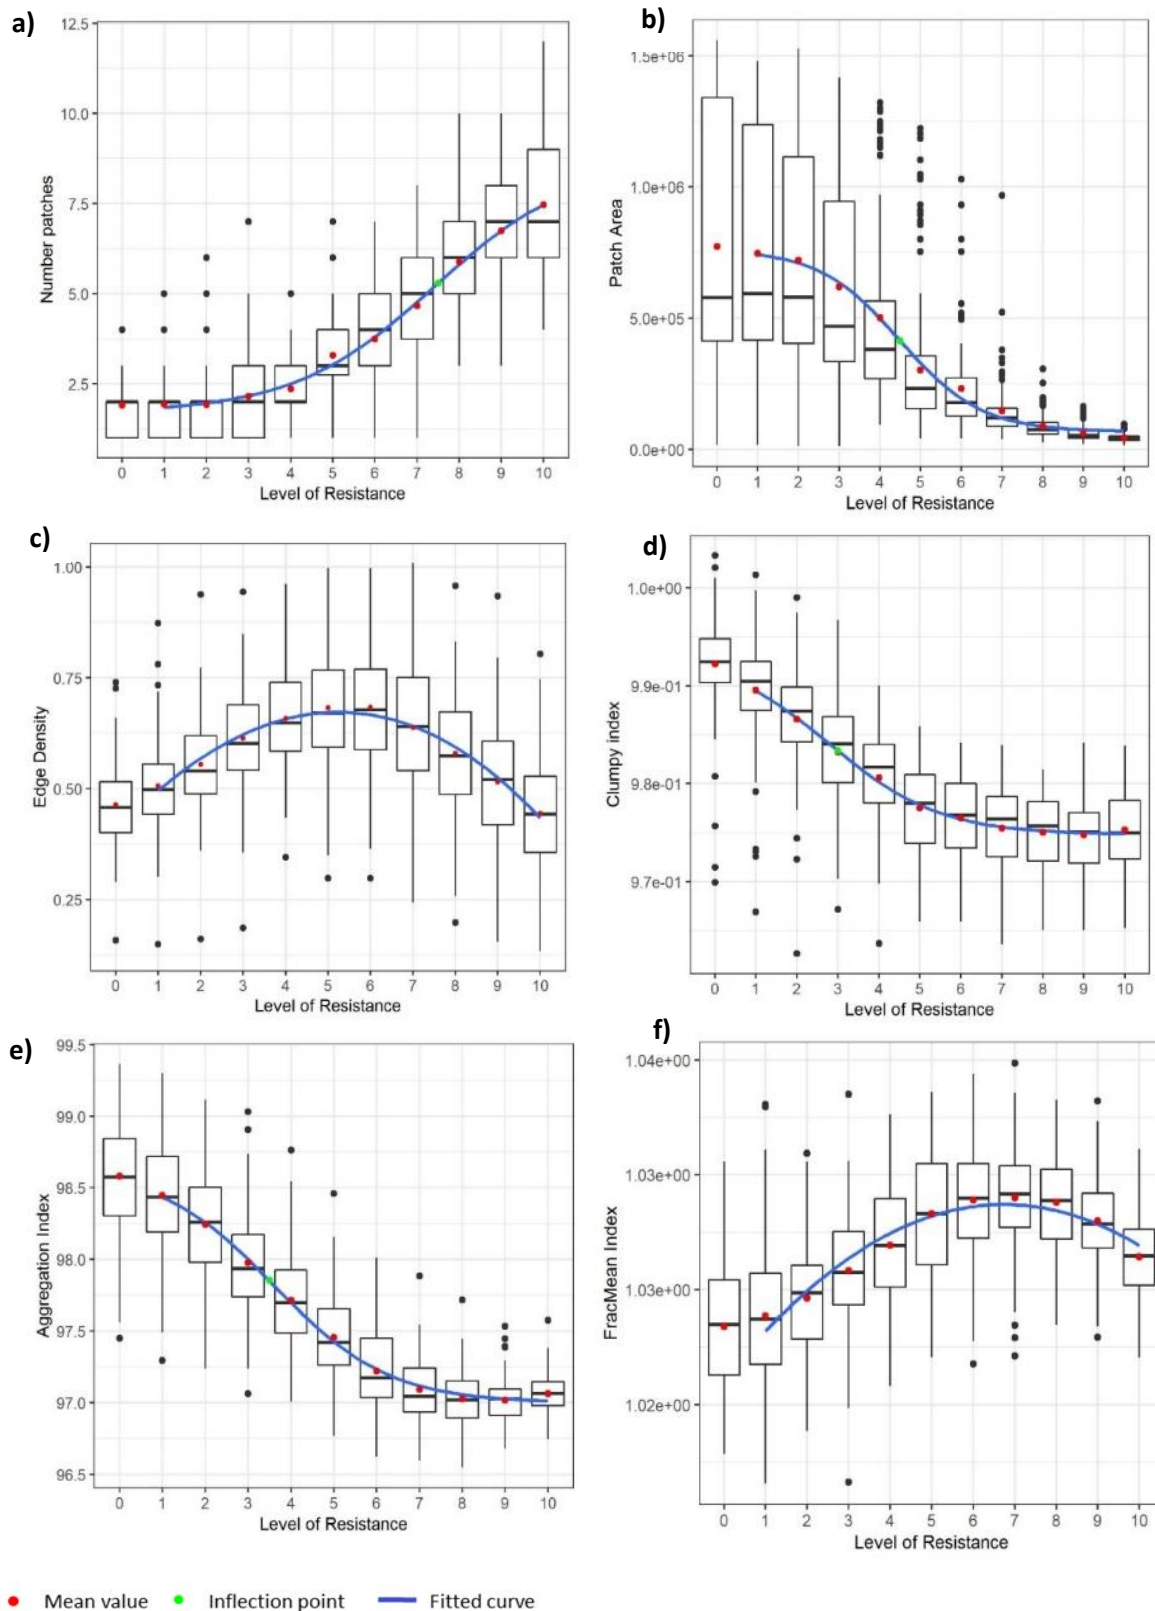 a)
12.5
10.0
7.5
5.0
2.5
Number patches
0 1 2 3 4 5 6 7 8 9 10
Level of Resistance
b)
1.5e+06
1.0e+06
5.0e+05
0.0e+00
Patch Area
0 1 2 3 4 5 6 7 8 9 10
Level of Resistance
c)
1.00
0.75
0.50
0.25
Edge Density
0 1 2 3 4 5 6 7 8 9 10
Level of Resistance
d)
1.0e+00
9.9e-01
9.8e-01
9.7e-01
Clumpy index
0 1 2 3 4 5 6 7 8 9 10
Level of Resistance
e)
99.5
99.0
98.5
98.0
97.5
97.0
96.5
Aggregation Index
0 1 2 3 4 5 6 7 8 9 10
Level of Resistance
f)
1.04e+00
1.03e+00
1.03e+00
1.02e+00
FracMean Index
0 1 2 3 4 5 6 7 8 9 10
Level of Resistance
Mean value Inflection point Fitted curve